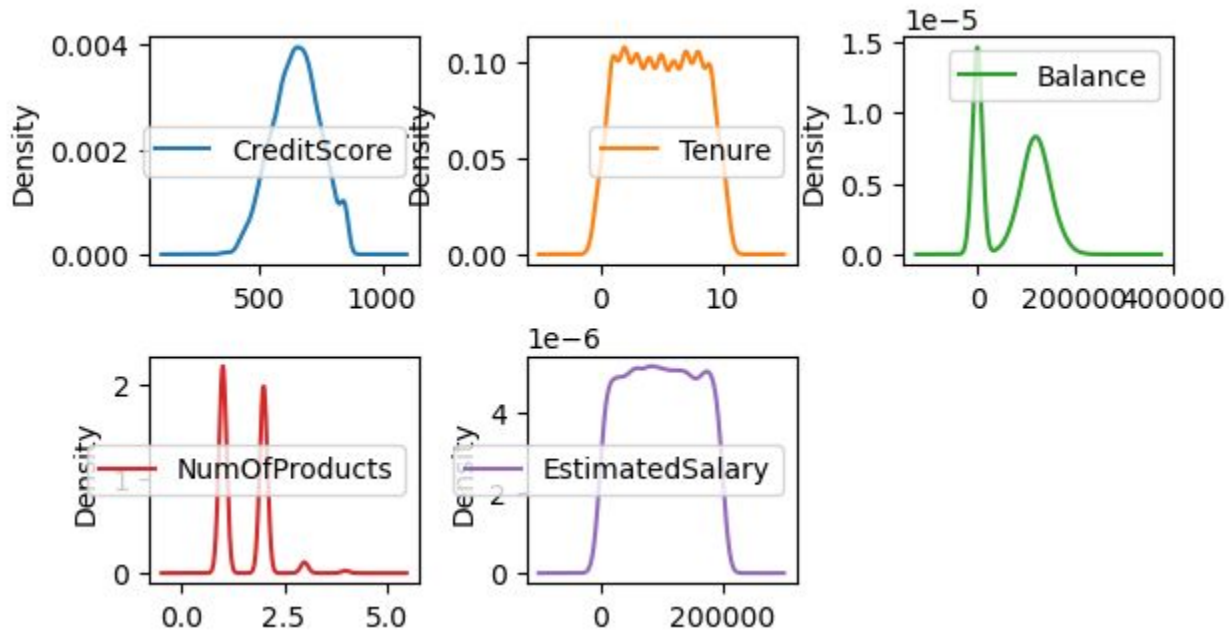 1e−5
0.004
0.002
0.000
Density
CreditScore
500
1000
0.10
0.05
0.00
Density
Tenure
0
10
1.5
1.0
0.5
0.0
Density
Balance
0
200000
400000
2
1
0
Density
NumOfProducts
0.0
2.5
5.0
1e−6
4
2
0
Density
EstimatedSalary
0
200000